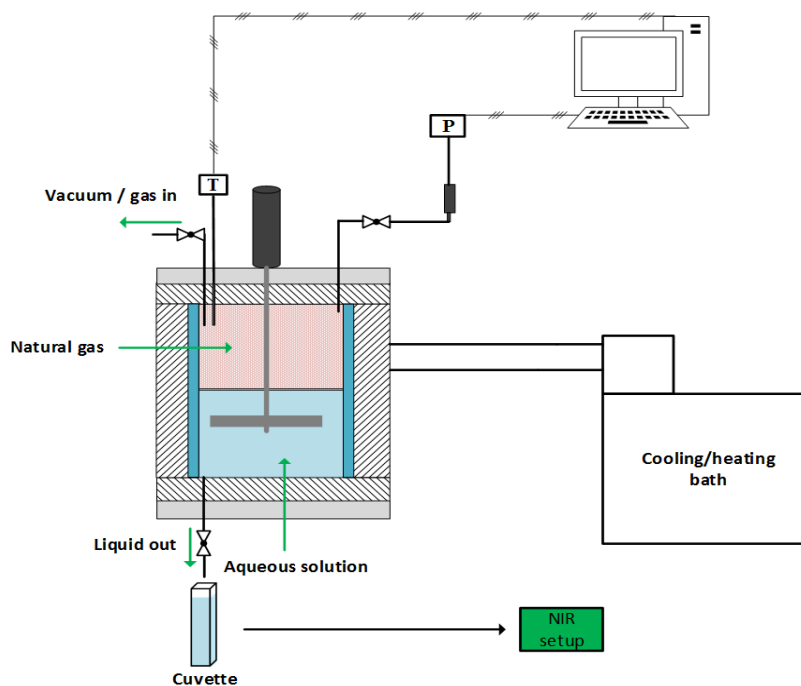 P
T
Vacuum / gas in
Natural gas
Cooling/heating
bath
Liquid out
Aqueous solution
NIR
setup
Cuvette